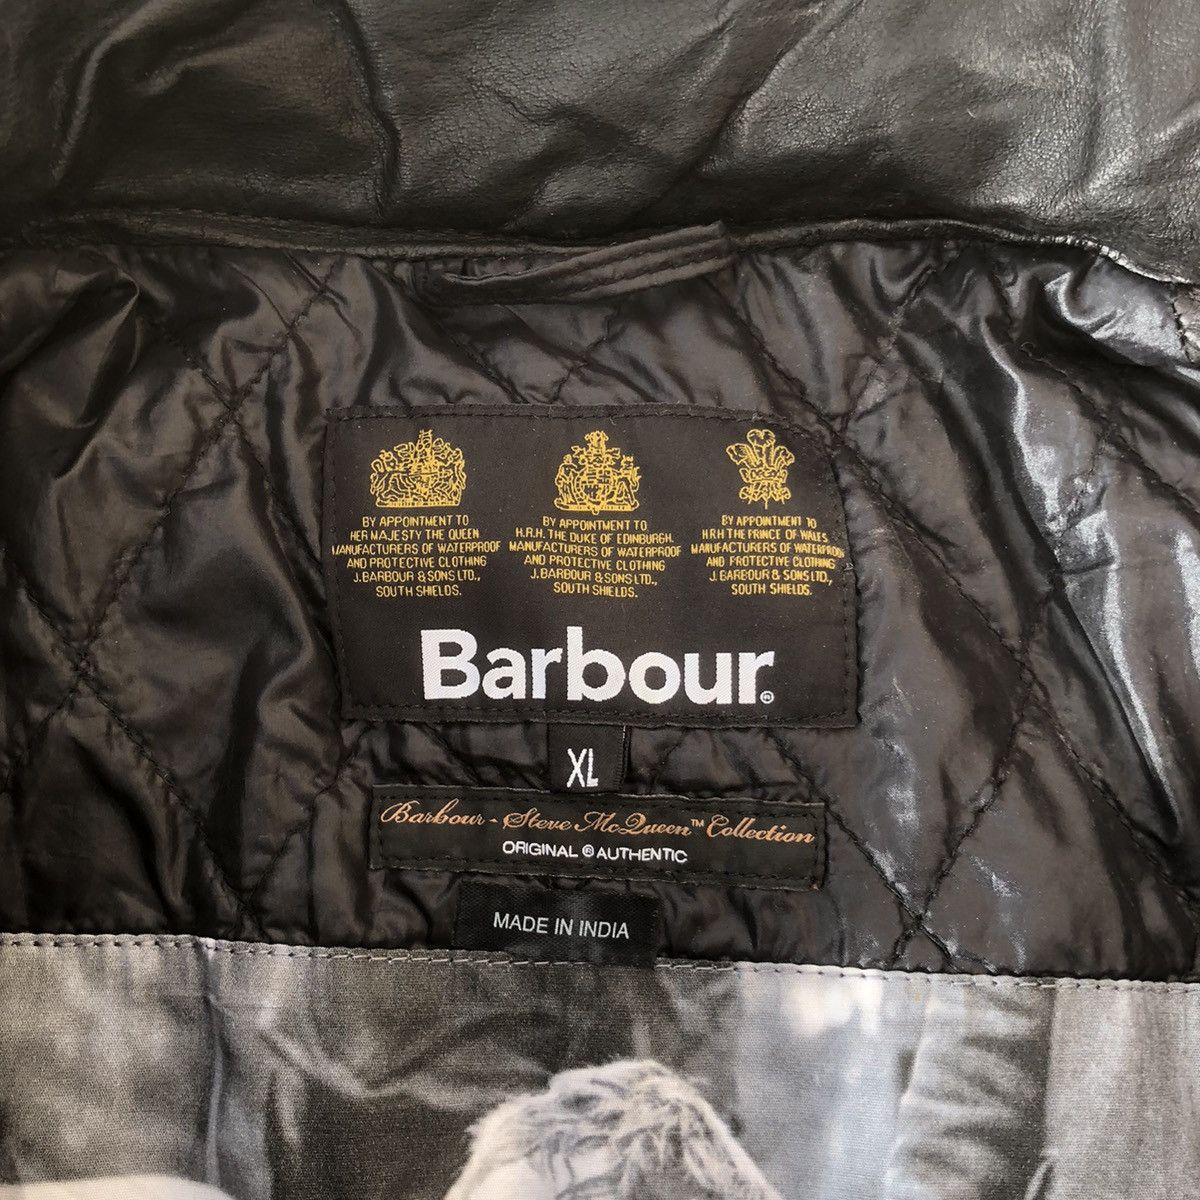 BY APPOINTMENT TO
HER MAJESTY THE QUEEN
MANUFACTURERS OF WATERPROOF
AND PROTECTIVE CLOTHING
J. BARBOUR & SONS LTD.,
SOUTH SHIELDS.
BY APPOINTMENT TO
H.R.H. THE DUKE OF EDINBURGH.
MANUFACTURERS OF WATERPROOF
AND PROTECTIVE CLOTHING
J. BARBOUR & SONS LTD.,
SOUTH SHIELDS.
BY APPOINTMENT TO
H.R.H THE PRINCE OF WALES.
MANUFACTURERS OF WATERPROOF
AND PROTECTIVE CLOTHING
J. BARBOUR & SONS LTD.,
SOUTH SHIELDS.
Barbour®
XL
Barbour - Steve McQueen™ Collection
ORIGINAL ® AUTHENTIC
MADE IN INDIA